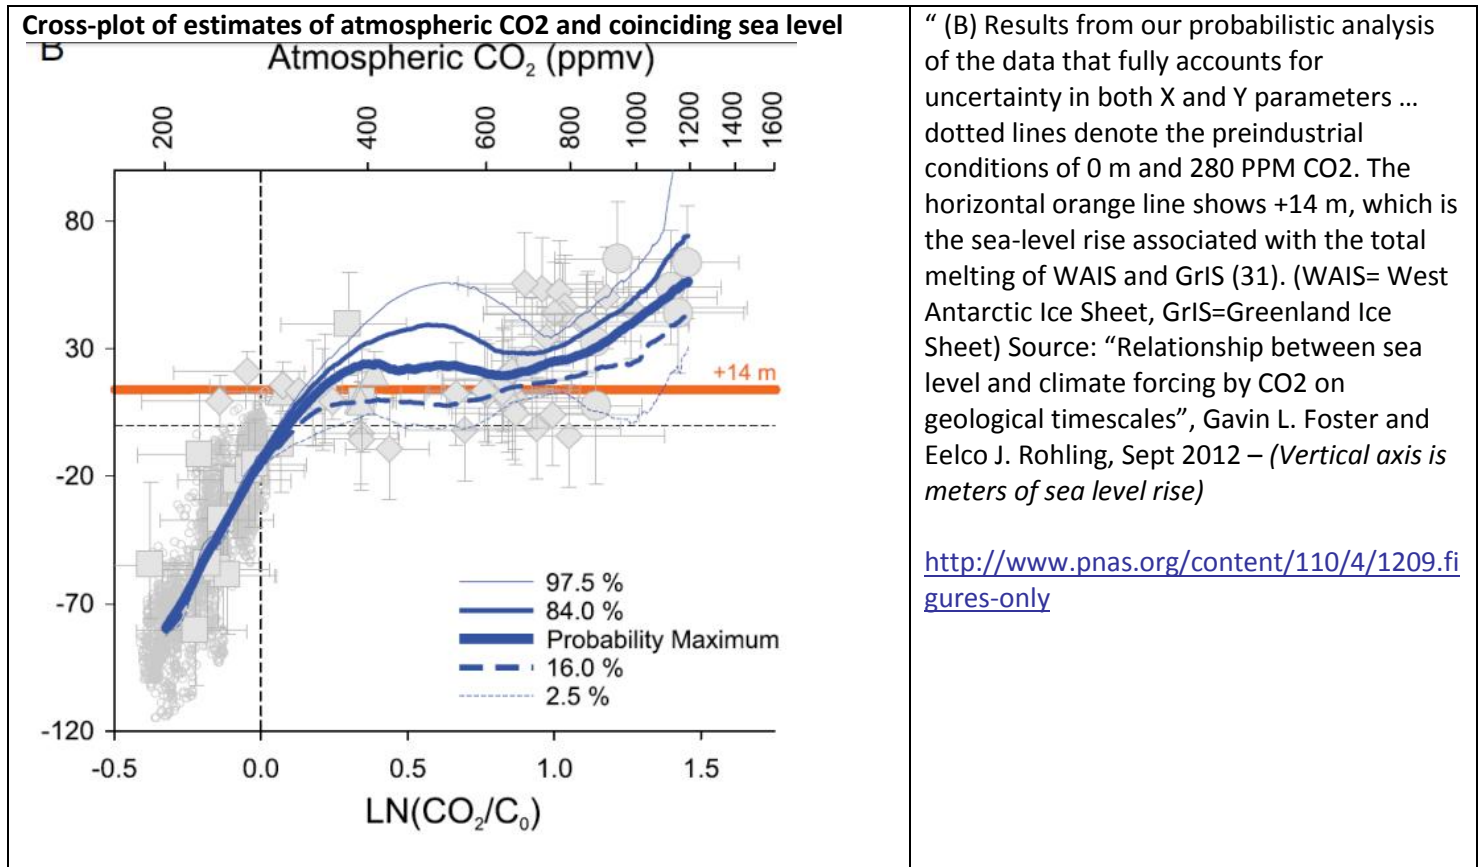 Cross-plot of estimates of atmospheric CO2 and coinciding sea level
B
Atmospheric CO₂ (ppmv)
200 400 600 800 1000 1200 1400 1600
80
30
+14 m
-20
-70
-120
97.5 %
84.0 %
Probability Maximum
16.0 %
2.5 %
-0.5 0.0 0.5 1.0 1.5
LN(CO₂/C₀)
“ (B) Results from our probabilistic analysis
of the data that fully accounts for
uncertainty in both X and Y parameters …
dotted lines denote the preindustrial
conditions of 0 m and 280 PPM CO2. The
horizontal orange line shows +14 m, which is
the sea-level rise associated with the total
melting of WAIS and GrIS (31). (WAIS= West
Antarctic Ice Sheet, GrIS=Greenland Ice
Sheet) Source: “Relationship between sea
level and climate forcing by CO2 on
geological timescales”, Gavin L. Foster and
Eelco J. Rohling, Sept 2012 – (Vertical axis is
meters of sea level rise)
http://www.pnas.org/content/110/4/1209.fi
gures-only